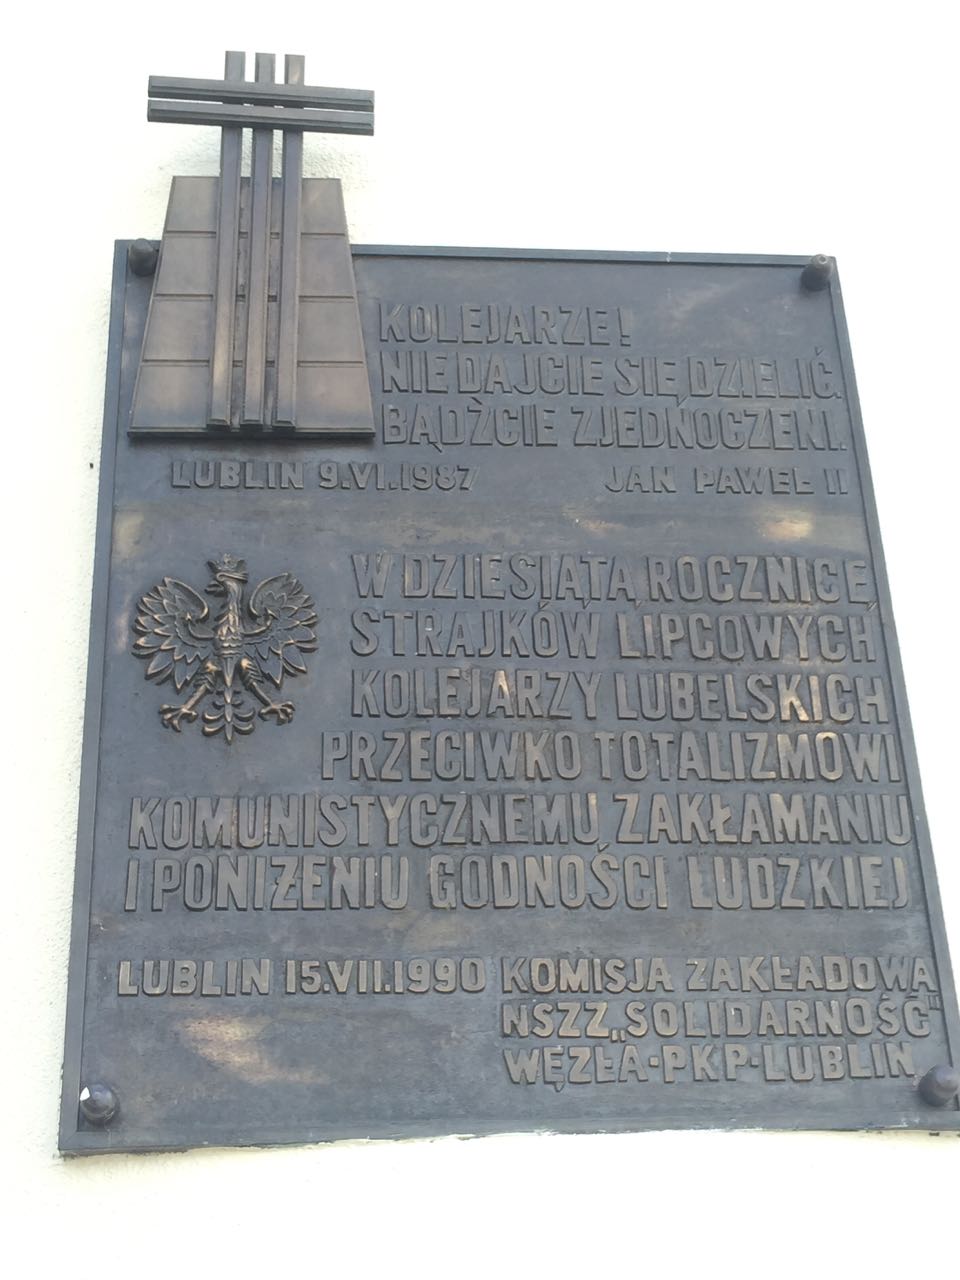 KOLEJARZE!
NIE DAJCIE SIĘ DZIELIĆ.
BĄDŹCIE ZJEDNOCZENI.
LUBLIN 9.VI.1987 JAN PAWEŁ II
W DZIESIĄTĄ ROCZNICĘ
STRAJKÓW LIPCOWYCH
KOLEJARZY LUBELSKICH
PRZECIWKO TOTALIZMOWI
KOMUNISTYCZNEMU ZAKŁAMANIU
I PONIŻENIU GODNOŚCI LUDZKIEJ
LUBLIN 15.VII.1990 KOMISJA ZAKŁADOWA
NSZZ „SOLIDARNOŚĆ"
WĘZŁA·PKP·LUBLIN